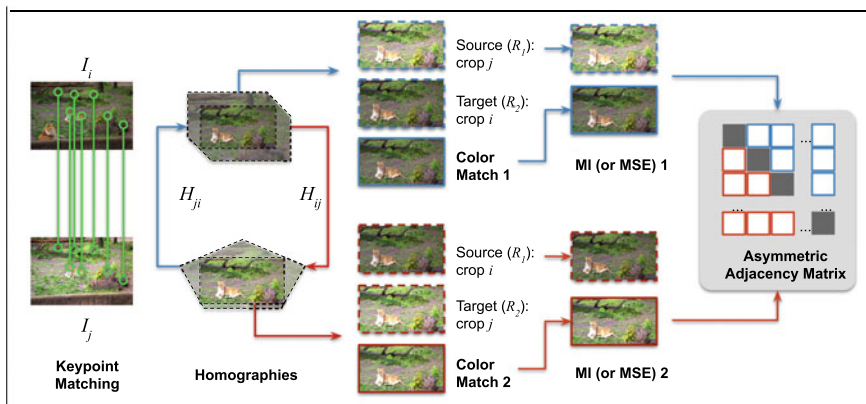 I_i
I_j
Keypoint
Matching
H_ji
H_ij
Homographies
Source (R_1):
crop j
Target (R_2):
crop i
Color
Match 1
MI (or MSE) 1
Source (R_1):
crop i
Target (R_2):
crop j
Color
Match 2
MI (or MSE) 2
...
...
...
...
Asymmetric
Adjacency Matrix